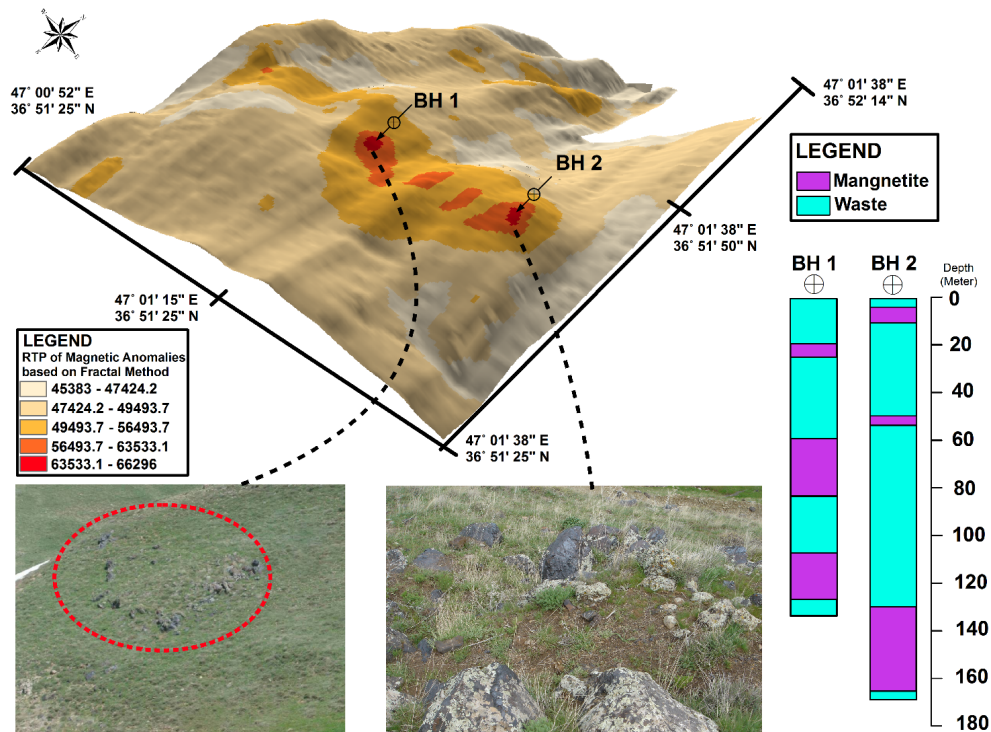 47° 00' 52" E
36° 51' 25" N
BH 1
BH 2
47° 01' 38" E
36° 52' 14" N
47° 01' 38" E
36° 51' 50" N
47° 01' 15" E
36° 51' 25" N
47° 01' 38" E
36° 51' 25" N
LEGEND
RTP of Magnetic Anomalies
based on Fractal Method
45383 - 47424.2
47424.2 - 49493.7
49493.7 - 56493.7
56493.7 - 63533.1
63533.1 - 66296
LEGEND
Mangnetite
Waste
BH 1
BH 2
Depth
(Meter)
0
20
40
60
80
100
120
140
160
180